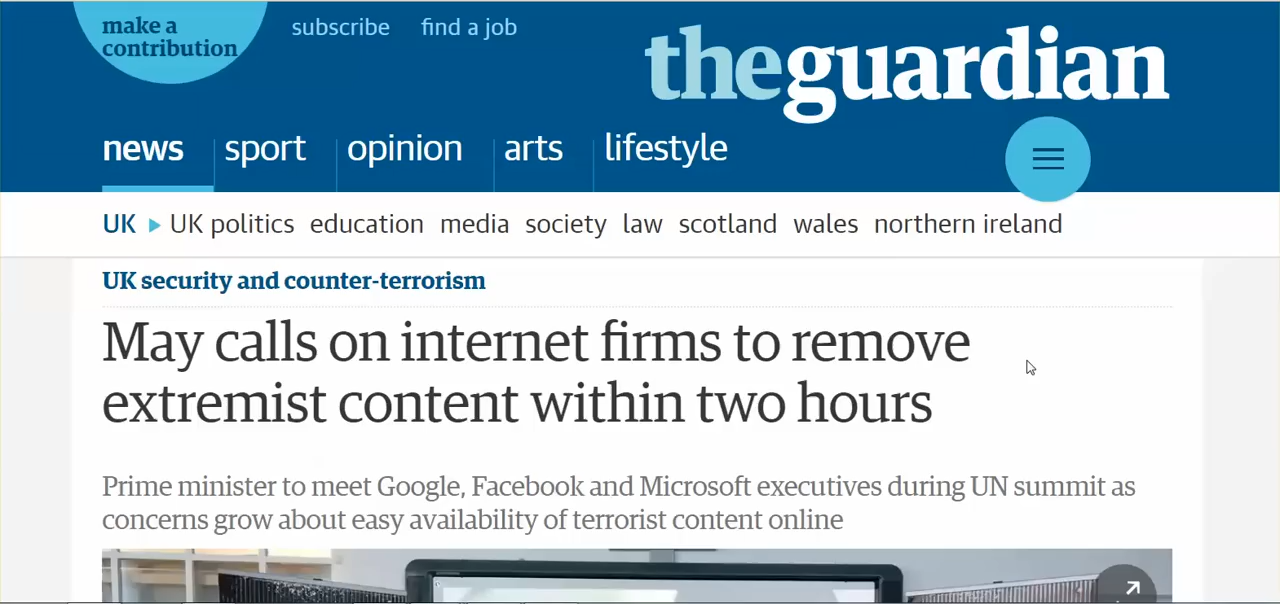 make a
contribution
subscribe find a job
theguardian
news sport opinion arts lifestyle
UK UK politics education media society law scotland wales northern ireland
UK security and counter-terrorism
May calls on internet firms to remove
extremist content within two hours
Prime minister to meet Google, Facebook and Microsoft executives during UN summit as
concerns grow about easy availability of terrorist content online